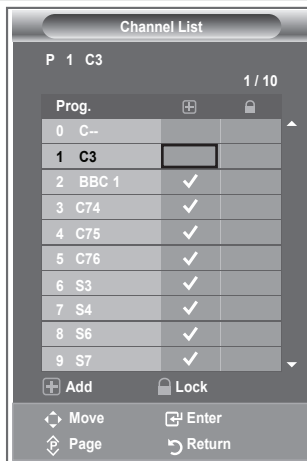 Channel List
P 1 C3
1 / 10
Prog.
0 C--
1 C3
2 BBC 1
3 C74
4 C75
5 C76
6 S3
7 S4
8 S6
9 S7
Add Lock
Move Enter
P Page Return